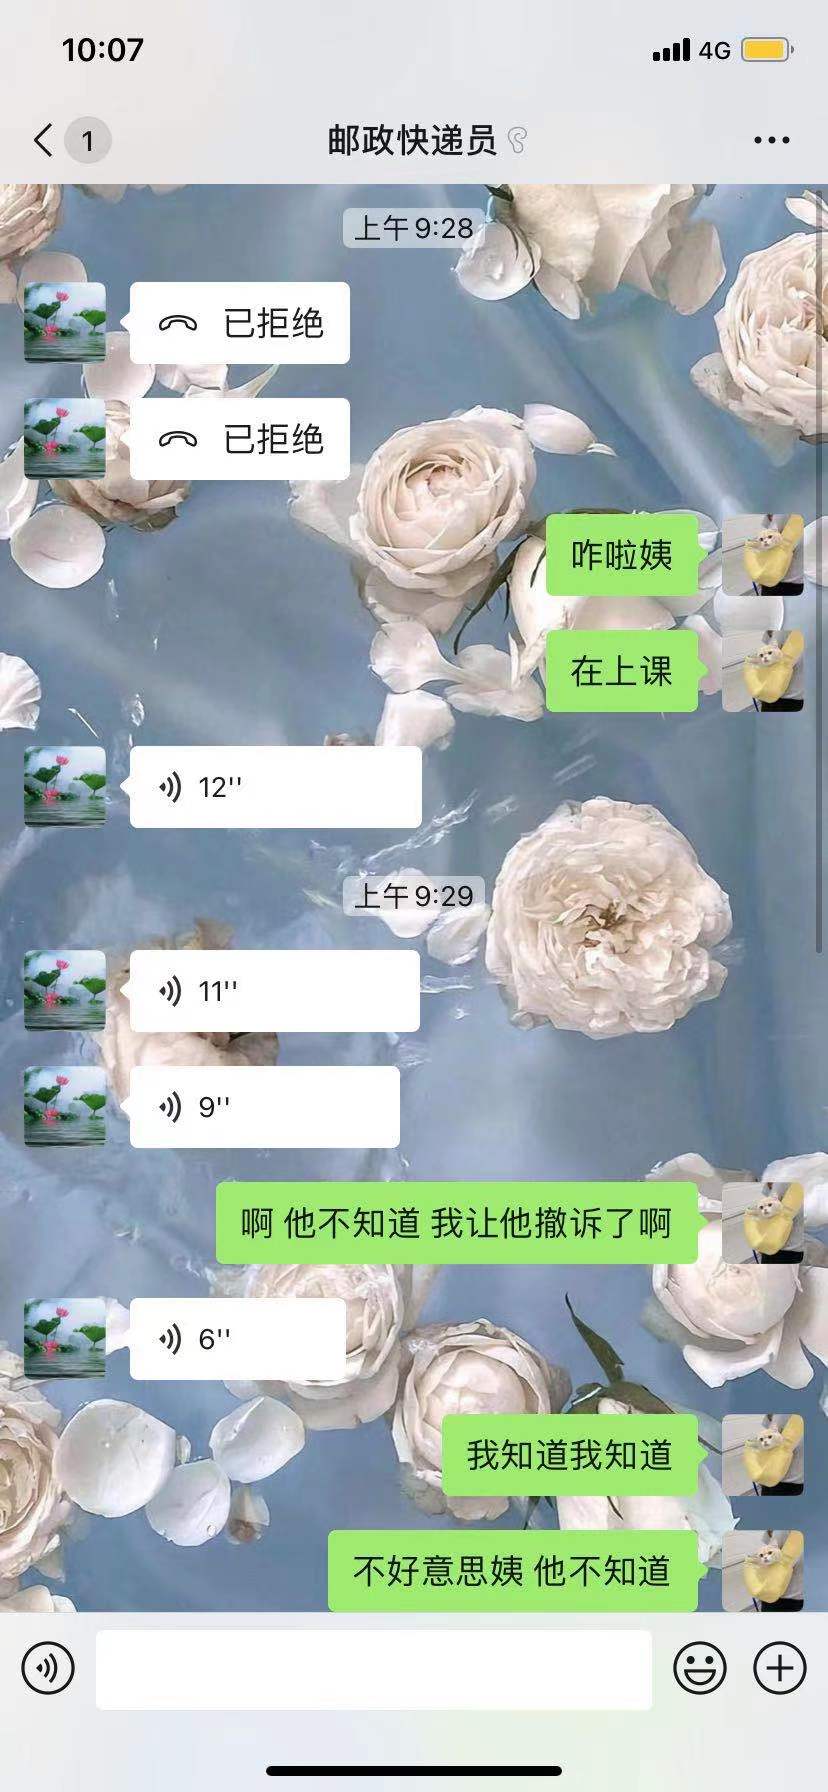 10:07
4G
1
邮政快递员
上午9:28
已拒绝
已拒绝
咋啦姨
在上课
12''
上午9:29
11''
9''
啊 他不知道 我让他撤诉了啊
6''
我知道我知道
不好意思姨 他不知道